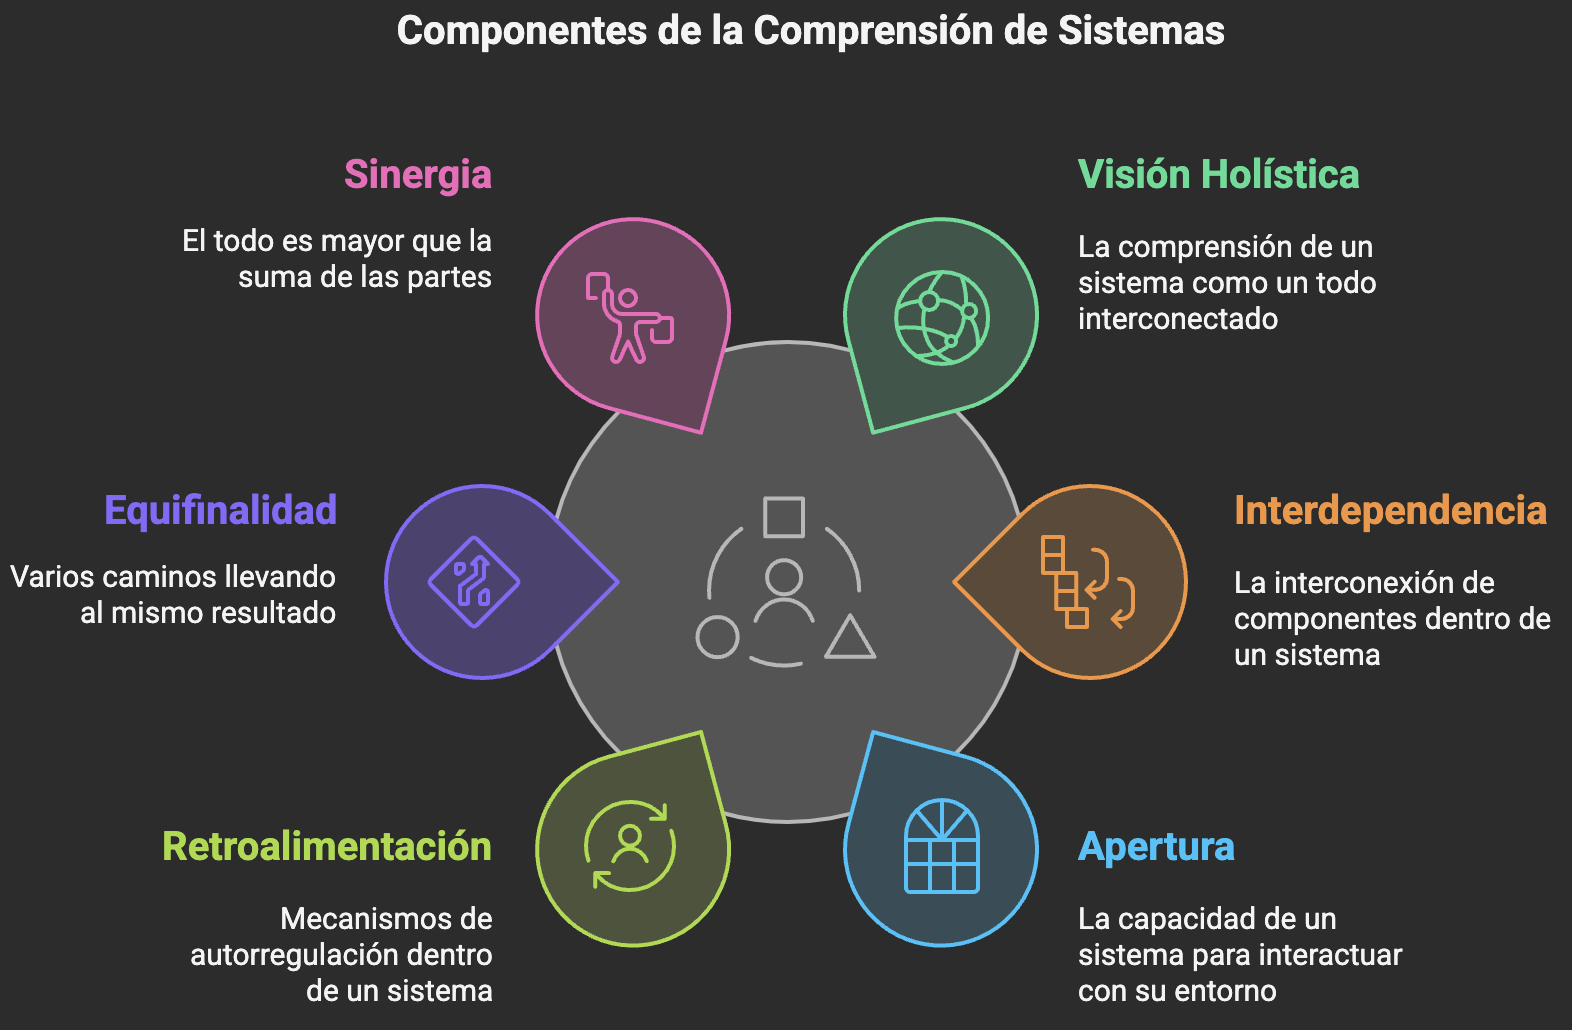 Componentes de la Comprensión de Sistemas
Sinergia
El todo es mayor que la
suma de las partes
Visión Holística
La comprensión de un
sistema como un todo
interconectado
Equifinalidad
Varios caminos llevando
al mismo resultado
Interdependencia
La interconexión de
componentes dentro de
un sistema
Retroalimentación
Mecanismos de
autorregulación dentro
de un sistema
Apertura
La capacidad de un
sistema para interactuar
con su entorno